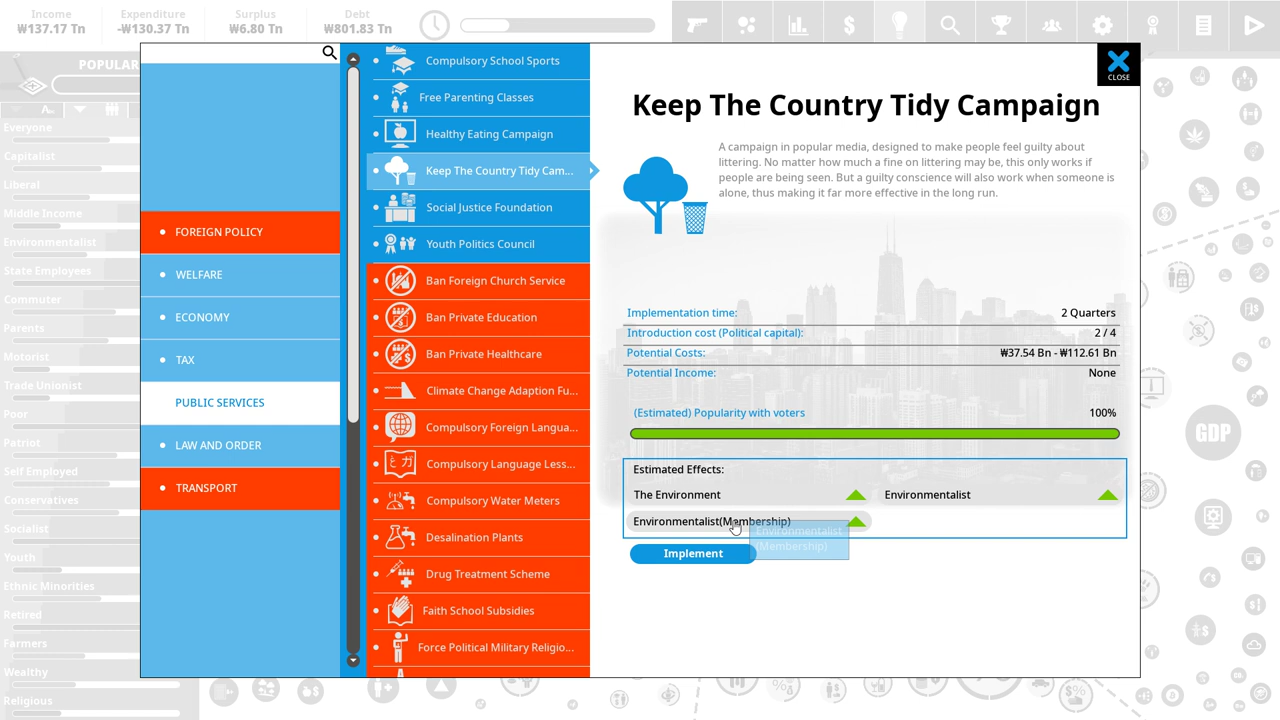 Income
Expenditure
Surplus
Debt
₩137.17 Tn
-₩130.37 Tn
₩6.80 Tn
₩801.83 Tn
POPULAR
Everyone
Capitalist
Liberal
Middle Income
Environmentalist
State Employees
Commuter
Parents
Motorist
Trade Unionist
Poor
Patriot
Self Employed
Conservatives
Socialist
Youth
Ethnic Minorities
Retired
Farmers
Wealthy
Religious
FOREIGN POLICY
WELFARE
ECONOMY
TAX
PUBLIC SERVICES
LAW AND ORDER
TRANSPORT
Compulsory School Sports
Free Parenting Classes
Healthy Eating Campaign
Keep The Country Tidy Cam...
Social Justice Foundation
Youth Politics Council
Ban Foreign Church Service
Ban Private Education
Ban Private Healthcare
Climate Change Adaption Fu...
Compulsory Foreign Langua...
Compulsory Language Less...
Compulsory Water Meters
Desalination Plants
Drug Treatment Scheme
Faith School Subsidies
Force Political Military Religio...
CLOSE
Keep The Country Tidy Campaign
A campaign in popular media, designed to make people feel guilty about
littering. No matter how much a fine on littering may be, this only works if
people are being seen. But a guilty conscience will also work when someone is
alone, thus making it far more effective in the long run.
Implementation time: 2 Quarters
Introduction cost (Political capital): 2 / 4
Potential Costs: ₩37.54 Bn - ₩112.61 Bn
Potential Income: None
(Estimated) Popularity with voters 100%
Estimated Effects:
The Environment
Environmentalist
Environmentalist(Membership)
Environmentalist
(Membership)
Implement
GDP